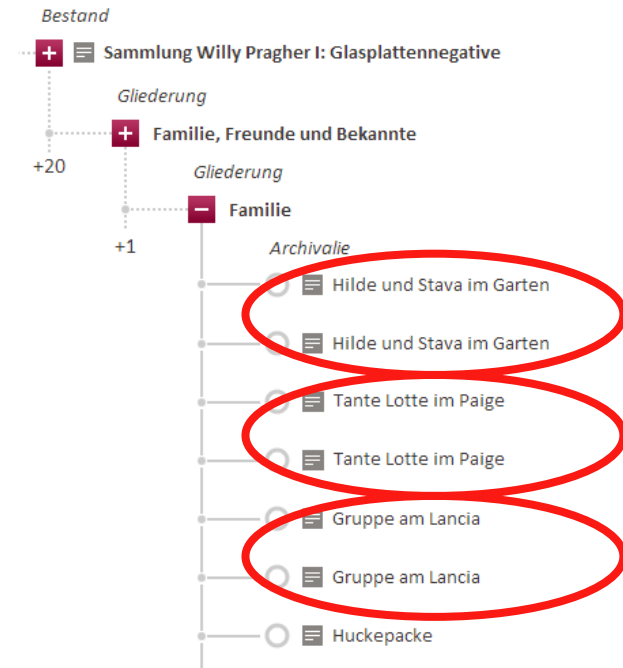 Bestand
Sammlung Willy Pragher I: Glasplattennegative
Gliederung
Familie, Freunde und Bekannte
+20
Gliederung
Familie
+1
Archivalie
Hilde und Stava im Garten
Hilde und Stava im Garten
Tante Lotte im Paige
Tante Lotte im Paige
Gruppe am Lancia
Gruppe am Lancia
Huckepacke